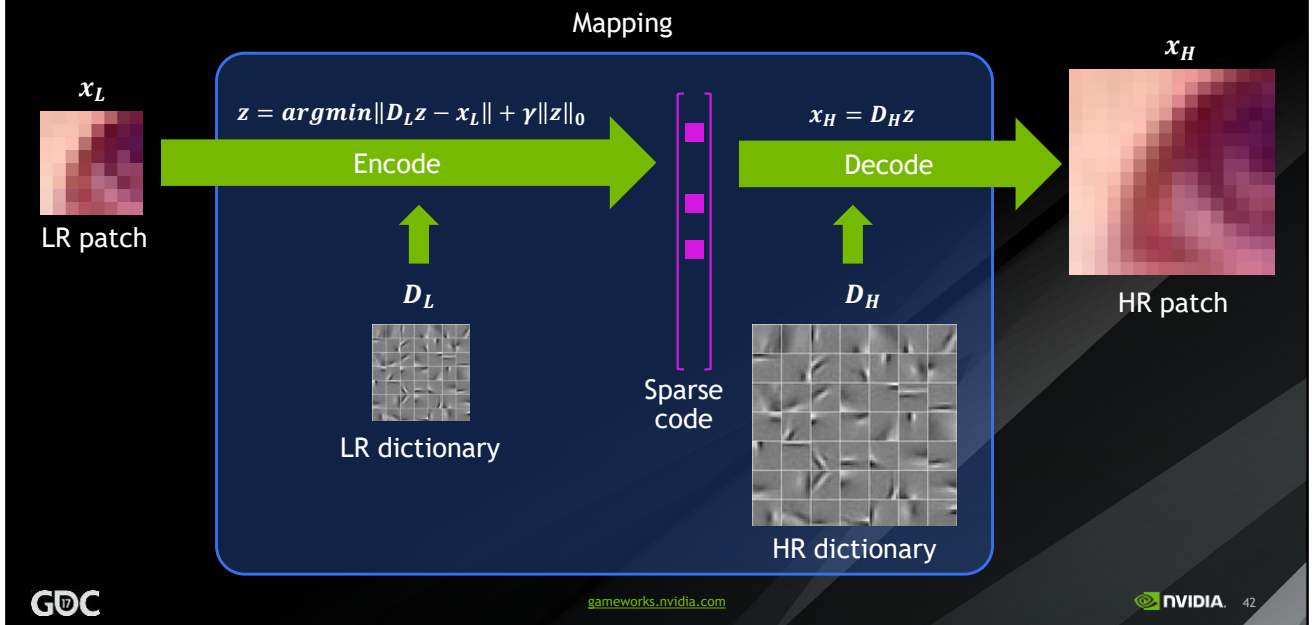 Mapping
x_L
x_H
z = argmin‖D_L z − x_L‖ + γ‖z‖_0
x_H = D_H z
Encode
Decode
LR patch
D_L
D_H
HR patch
Sparse
code
LR dictionary
HR dictionary
GDC 17
gameworks.nvidia.com
NVIDIA. 42